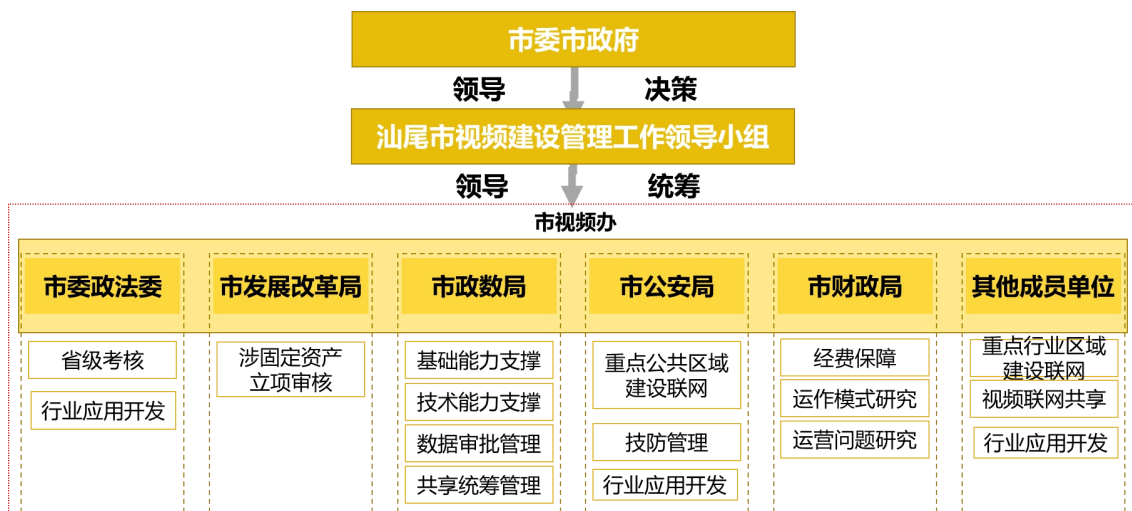 市委市政府
领导 决策
汕尾市视频建设管理工作领导小组
领导 统筹
市视频办
市委政法委
省级考核
行业应用开发
市发展改革局
涉固定资产
立项审核
市政数局
基础能力支撑
技术能力支撑
数据审批管理
共享统筹管理
市公安局
重点公共区域
建设联网
技防管理
行业应用开发
市财政局
经费保障
运作模式研究
运营问题研究
其他成员单位
重点行业区域
建设联网
视频联网共享
行业应用开发